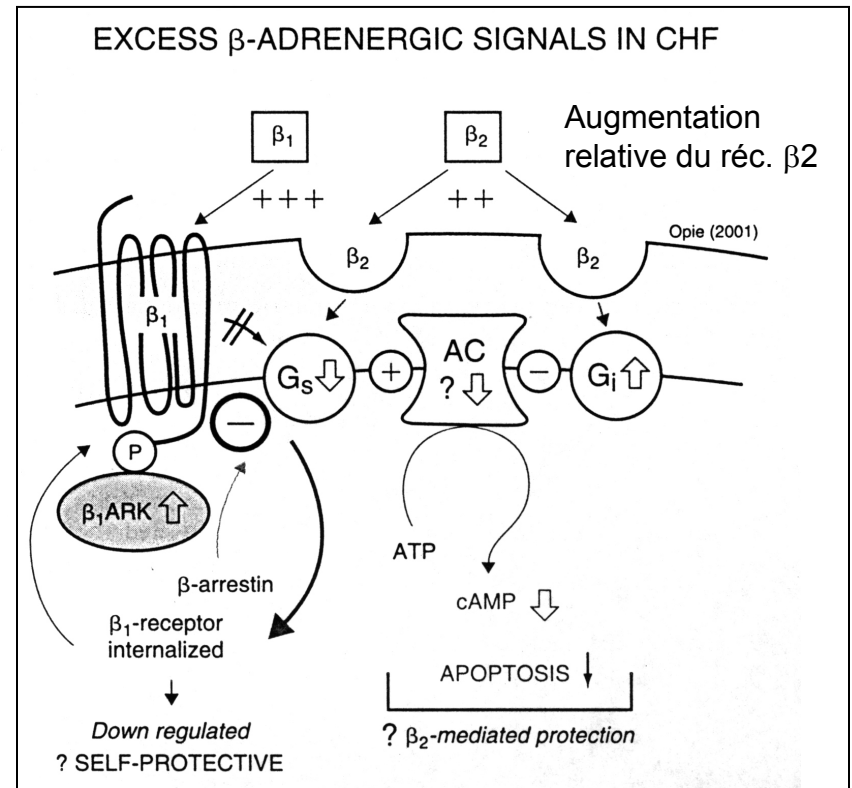 EXCESS β-ADRENERGIC SIGNALS IN CHF
β₁
β₂
Augmentation
relative du réc. β2
+++
++
Opie (2001)
β₂
β₂
β₁
Gₛ
+
AC
?
−
Gᵢ
−
P
β₁ARK
ATP
β-arrestin
cAMP
β₁-receptor
internalized
APOPTOSIS
Down regulated
? SELF-PROTECTIVE
? β₂-mediated protection